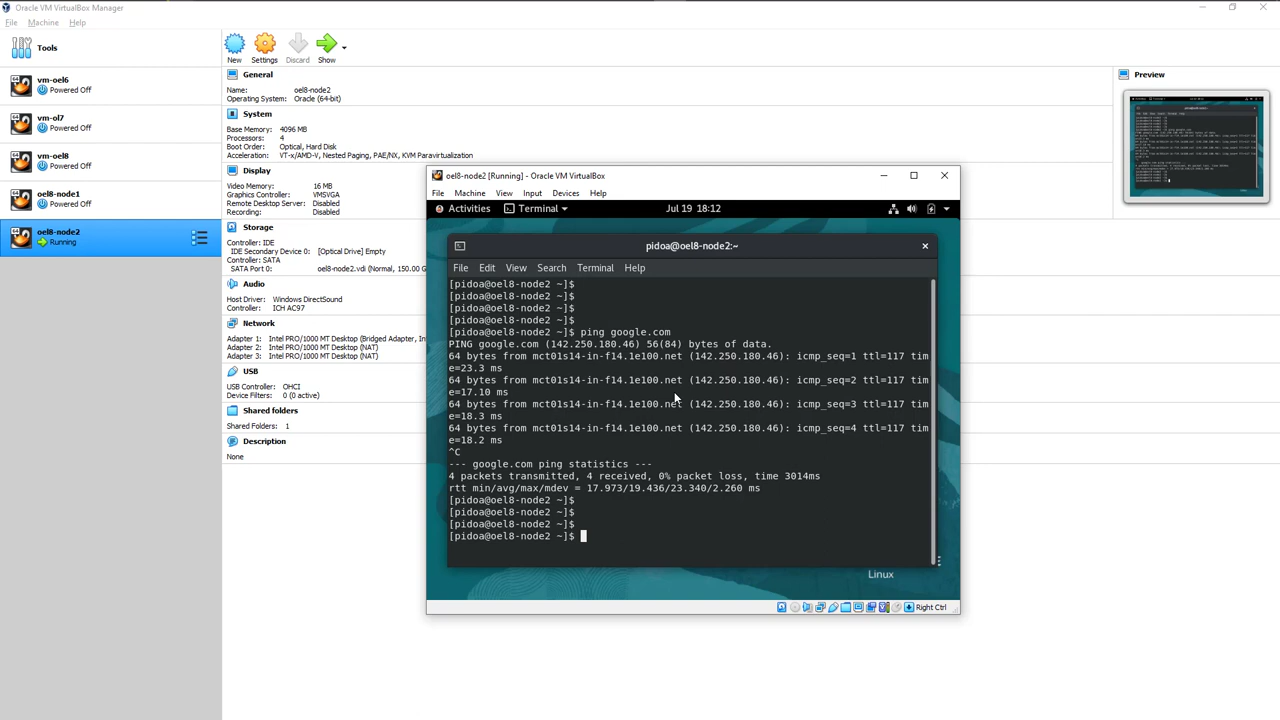 Oracle VM VirtualBox Manager
File Machine Help
Tools
New Settings Discard Show
vm-oel6
Powered Off
vm-ol7
Powered Off
vm-oel8
Powered Off
oel8-node1
Powered Off
oel8-node2
Running
General
Name: oel8-node2
Operating System: Oracle (64-bit)
System
Base Memory: 4096 MB
Processors: 4
Boot Order: Optical, Hard Disk
Acceleration: VT-x/AMD-V, Nested Paging, PAE/NX, KVM Paravirtualization
Display
Video Memory: 16 MB
Graphics Controller: VMSVGA
Remote Desktop Server: Disabled
Recording: Disabled
Storage
Controller: IDE
IDE Secondary Device 0: [Optical Drive] Empty
Controller: SATA
SATA Port 0: oel8-node2.vdi (Normal, 150.00 G
Audio
Host Driver: Windows DirectSound
Controller: ICH AC97
Network
Adapter 1: Intel PRO/1000 MT Desktop (Bridged Adapter, In
Adapter 2: Intel PRO/1000 MT Desktop (NAT)
Adapter 3: Intel PRO/1000 MT Desktop (NAT)
USB
USB Controller: OHCI
Device Filters: 0 (0 active)
Shared folders
Shared Folders: 1
Description
None
Preview
oel8-node2 [Running] - Oracle VM VirtualBox
File Machine View Input Devices Help
Activities Terminal Jul 19 18:12
pidoa@oel8-node2:~
File Edit View Search Terminal Help
[pidoa@oel8-node2 ~]$
[pidoa@oel8-node2 ~]$
[pidoa@oel8-node2 ~]$
[pidoa@oel8-node2 ~]$
[pidoa@oel8-node2 ~]$ ping google.com
PING google.com (142.250.180.46) 56(84) bytes of data.
64 bytes from mct01s14-in-f14.1e100.net (142.250.180.46): icmp_seq=1 ttl=117 tim
e=23.3 ms
64 bytes from mct01s14-in-f14.1e100.net (142.250.180.46): icmp_seq=2 ttl=117 tim
e=17.10 ms
64 bytes from mct01s14-in-f14.1e100.net (142.250.180.46): icmp_seq=3 ttl=117 tim
e=18.3 ms
64 bytes from mct01s14-in-f14.1e100.net (142.250.180.46): icmp_seq=4 ttl=117 tim
e=18.2 ms
^C
--- google.com ping statistics ---
4 packets transmitted, 4 received, 0% packet loss, time 3014ms
rtt min/avg/max/mdev = 17.973/19.436/23.340/2.260 ms
[pidoa@oel8-node2 ~]$
[pidoa@oel8-node2 ~]$
[pidoa@oel8-node2 ~]$
[pidoa@oel8-node2 ~]$
Linux
Right Ctrl